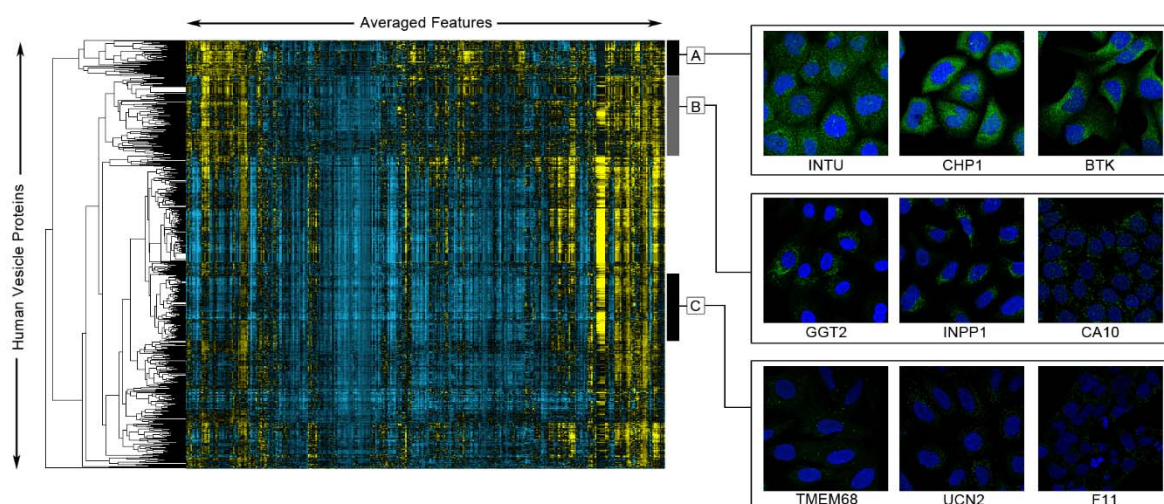 Averaged Features
Human Vesicle Proteins
A
B
C
INTU
CHP1
BTK
GGT2
INPP1
CA10
TMEM68
UCN2
F11